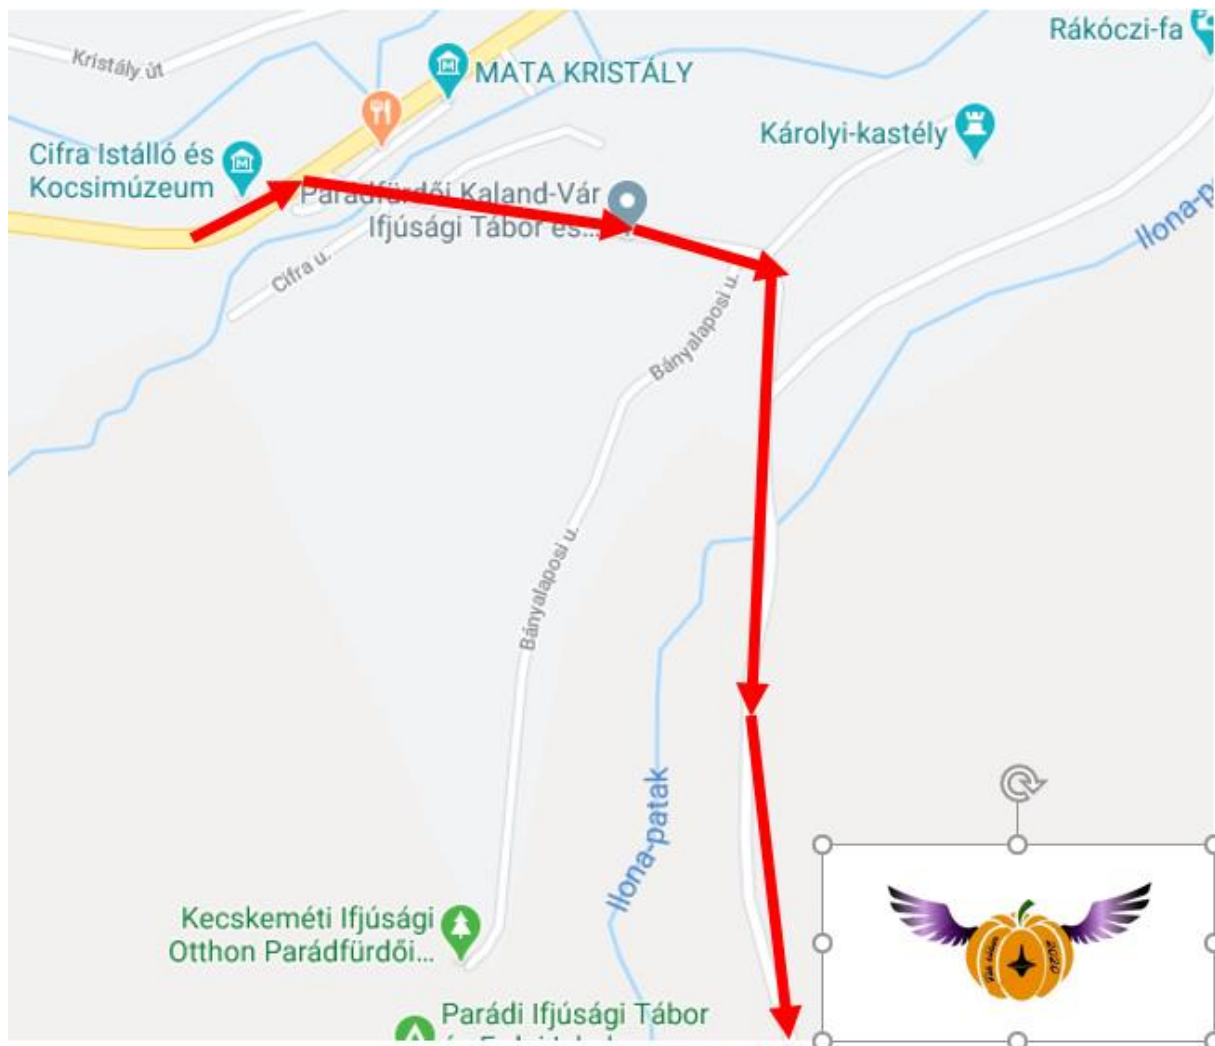 Rákóczi-fa
Kristály út
MATA KRISTÁLY
Károlyi-kastély
Cifra Istálló és
Kocsimúzeum
Parádfürdői Kaland-Vár
Ifjúsági Tábor és...
Ilona-p
Cifra u.
Bányalaposi u.
Bányalaposi u.
Ilona-patak
Kecskeméti Ifjúsági
Otthon Parádfürdői...
2020
Parádi Ifjúsági Tábor